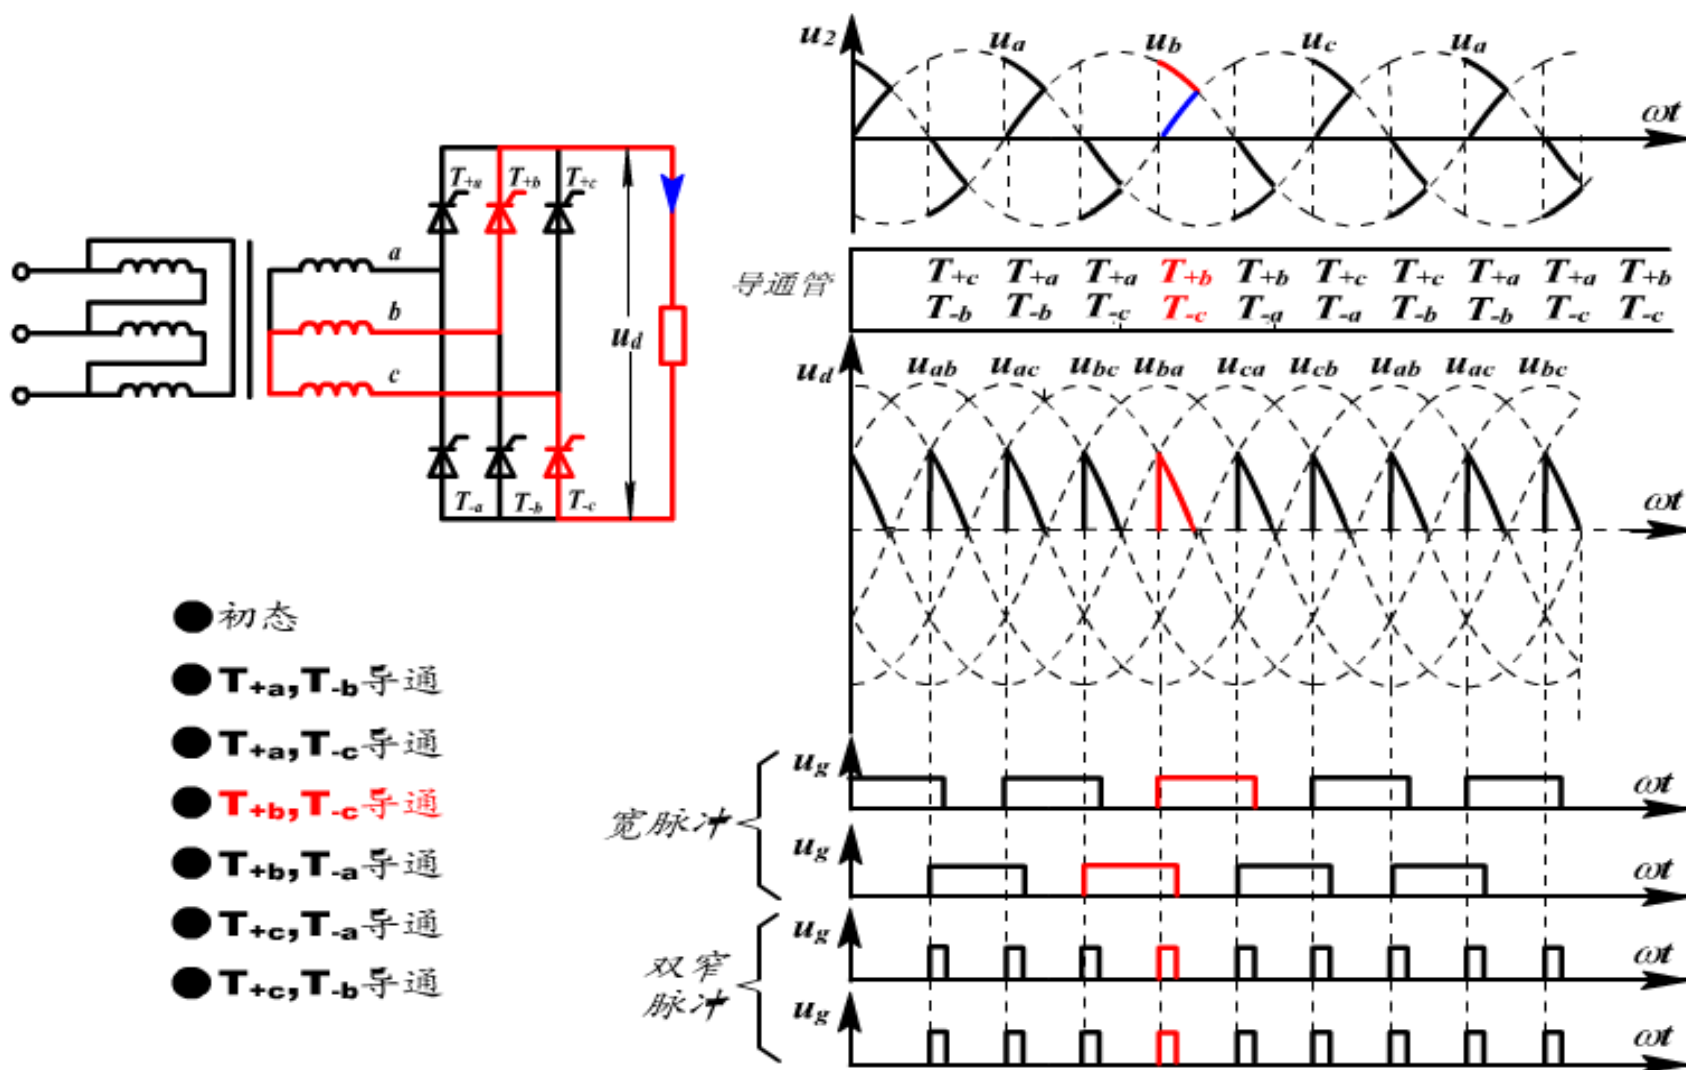 u2 ua ub uc ua ωt
T+a T+b T+c
a
b
c
ud
T-a T-b T-c
导通管
T+c T+a T+a T+b T+b T+c T+c T+a T+a T+b
T-b T-b T-c T-c T-a T-a T-b T-b T-c T-c
ud uab uac ubc uba uca ucb uab uac ubc
ωt
初态
T+a,T-b导通
T+a,T-c导通
T+b,T-c导通
T+b,T-a导通
T+c,T-a导通
T+c,T-b导通
宽脉冲
ug ωt
ug ωt
双窄
脉冲
ug ωt
ug ωt